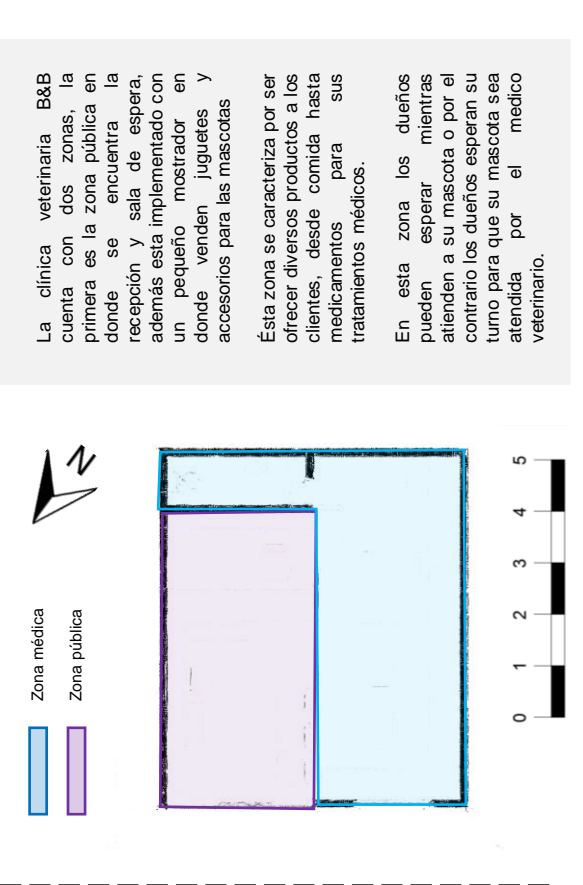 La clínica veterinaria B&B
cuenta con dos zonas, la
primera es la zona pública en
donde se encuentra la
recepción y sala de espera,
además esta implementado con
un pequeño mostrador en
donde venden juguetes y
accesorios para las mascotas
Ésta zona se caracteriza por ser
ofrecer diversos productos a los
clientes, desde comida hasta
medicamentos para sus
tratamientos médicos.
En esta zona los dueños
pueden esperar mientras
atienden a su mascota o por el
contrario los dueños esperan su
turno para que su mascota sea
atendida por el medico
veterinario.
Zona médica
Zona pública
N
0 1 2 3 4 5